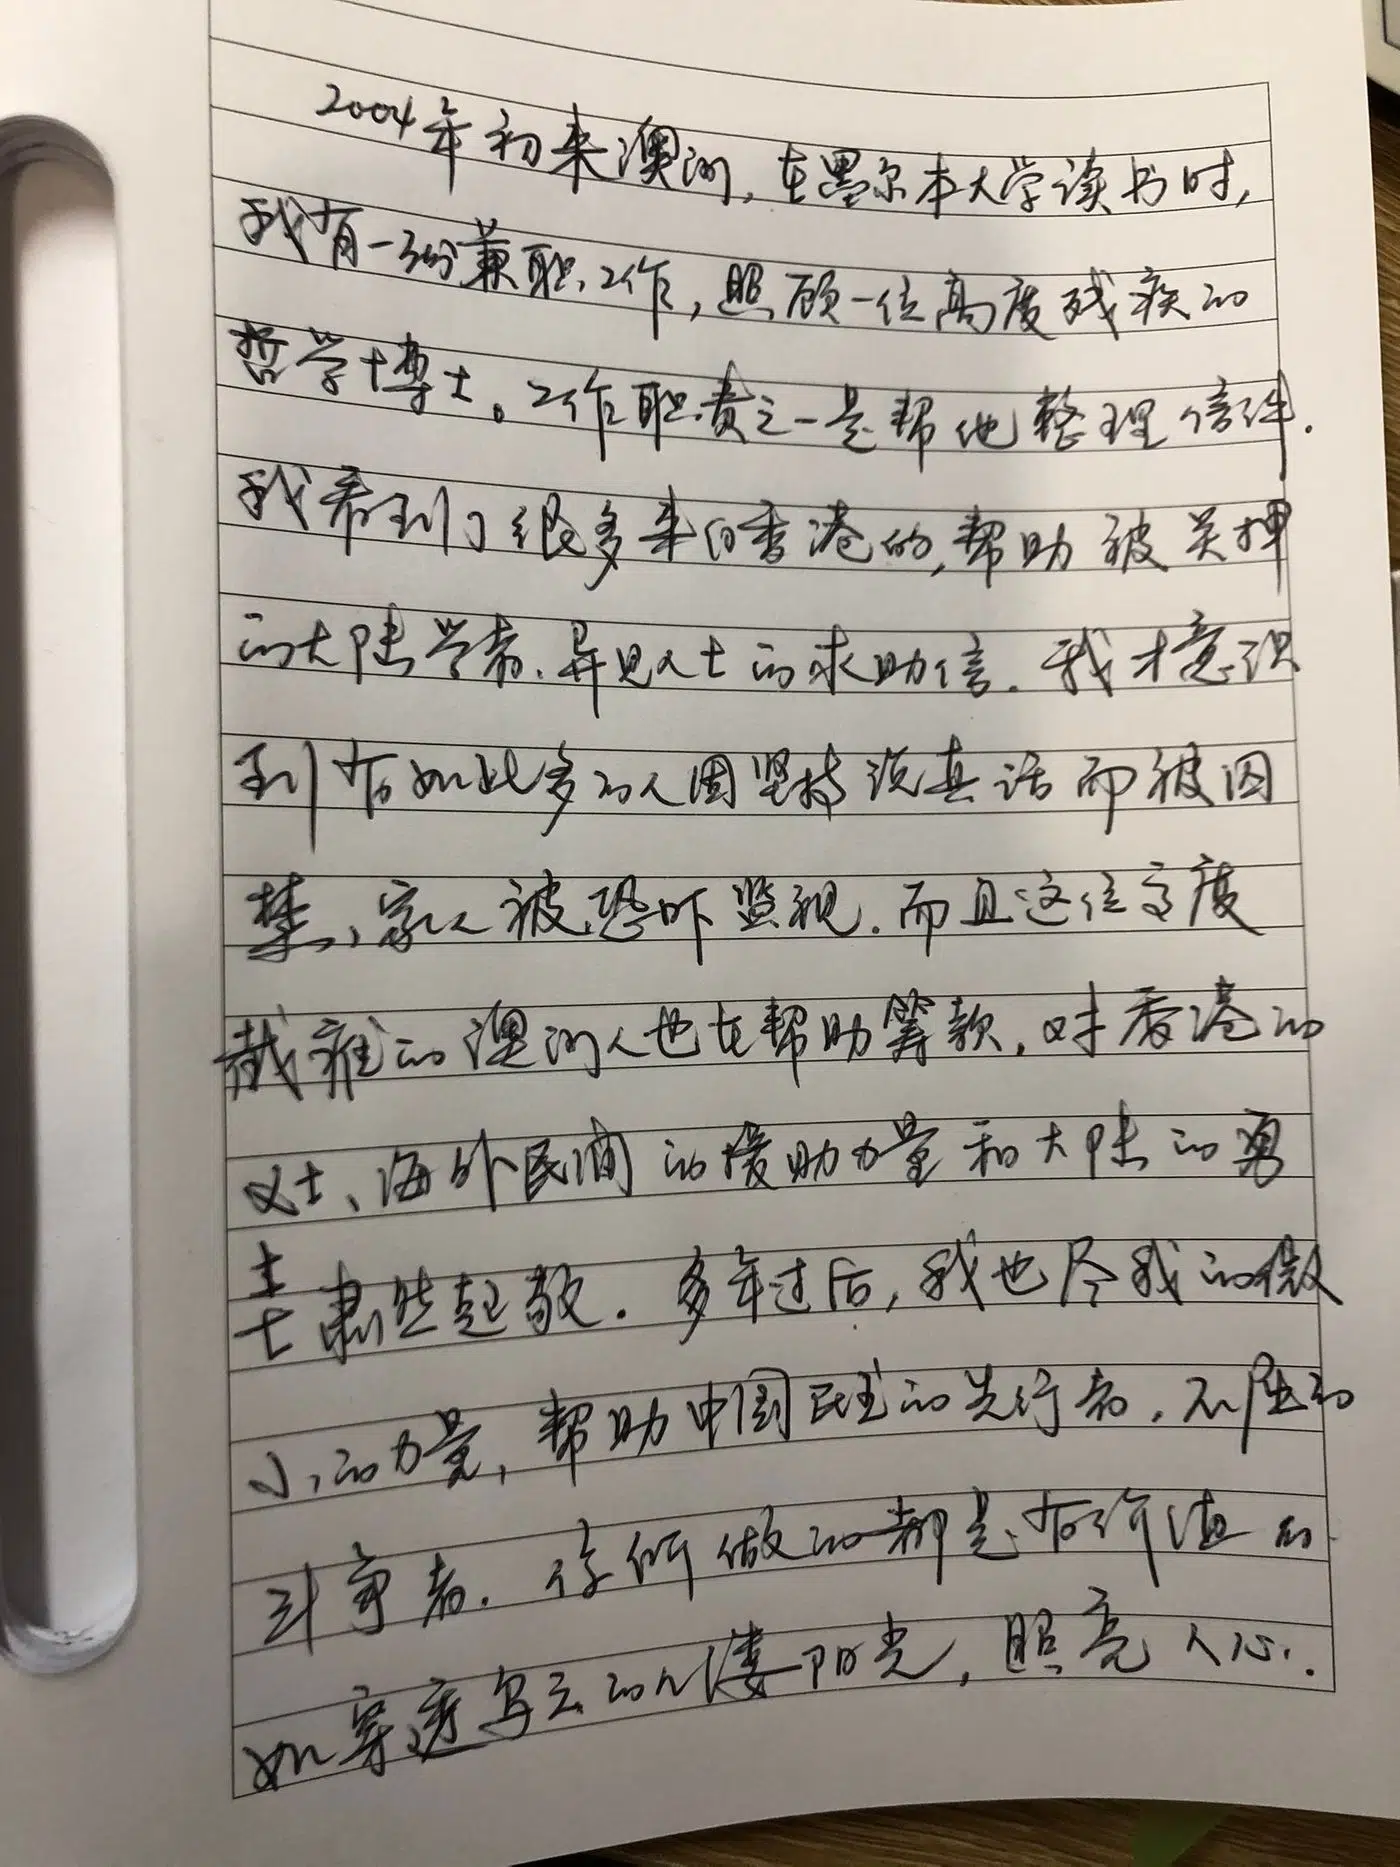 2004年初来澳洲，在墨尔本大学读书时，
我有一份兼职工作，照顾一位高度残疾的
哲学博士。工作职责之一是帮他整理信件.
我看到了很多来自香港的，帮助被关押
的大陆学者、异见人士的求助信. 我才意识
到有如此多的人因坚持说真话而被囚
禁、家人被恐吓监视. 而且这位高度
截瘫的澳洲人也在帮助筹款. 对香港的
义士、海外民间的援助力量和大陆的勇
士肃然起敬. 多年过后，我也尽我的微
小的力量，帮助中国民主的先行者，不屈的
斗争者. 你所做的都是有价值的
如穿透乌云的缕阳光，照亮人心.